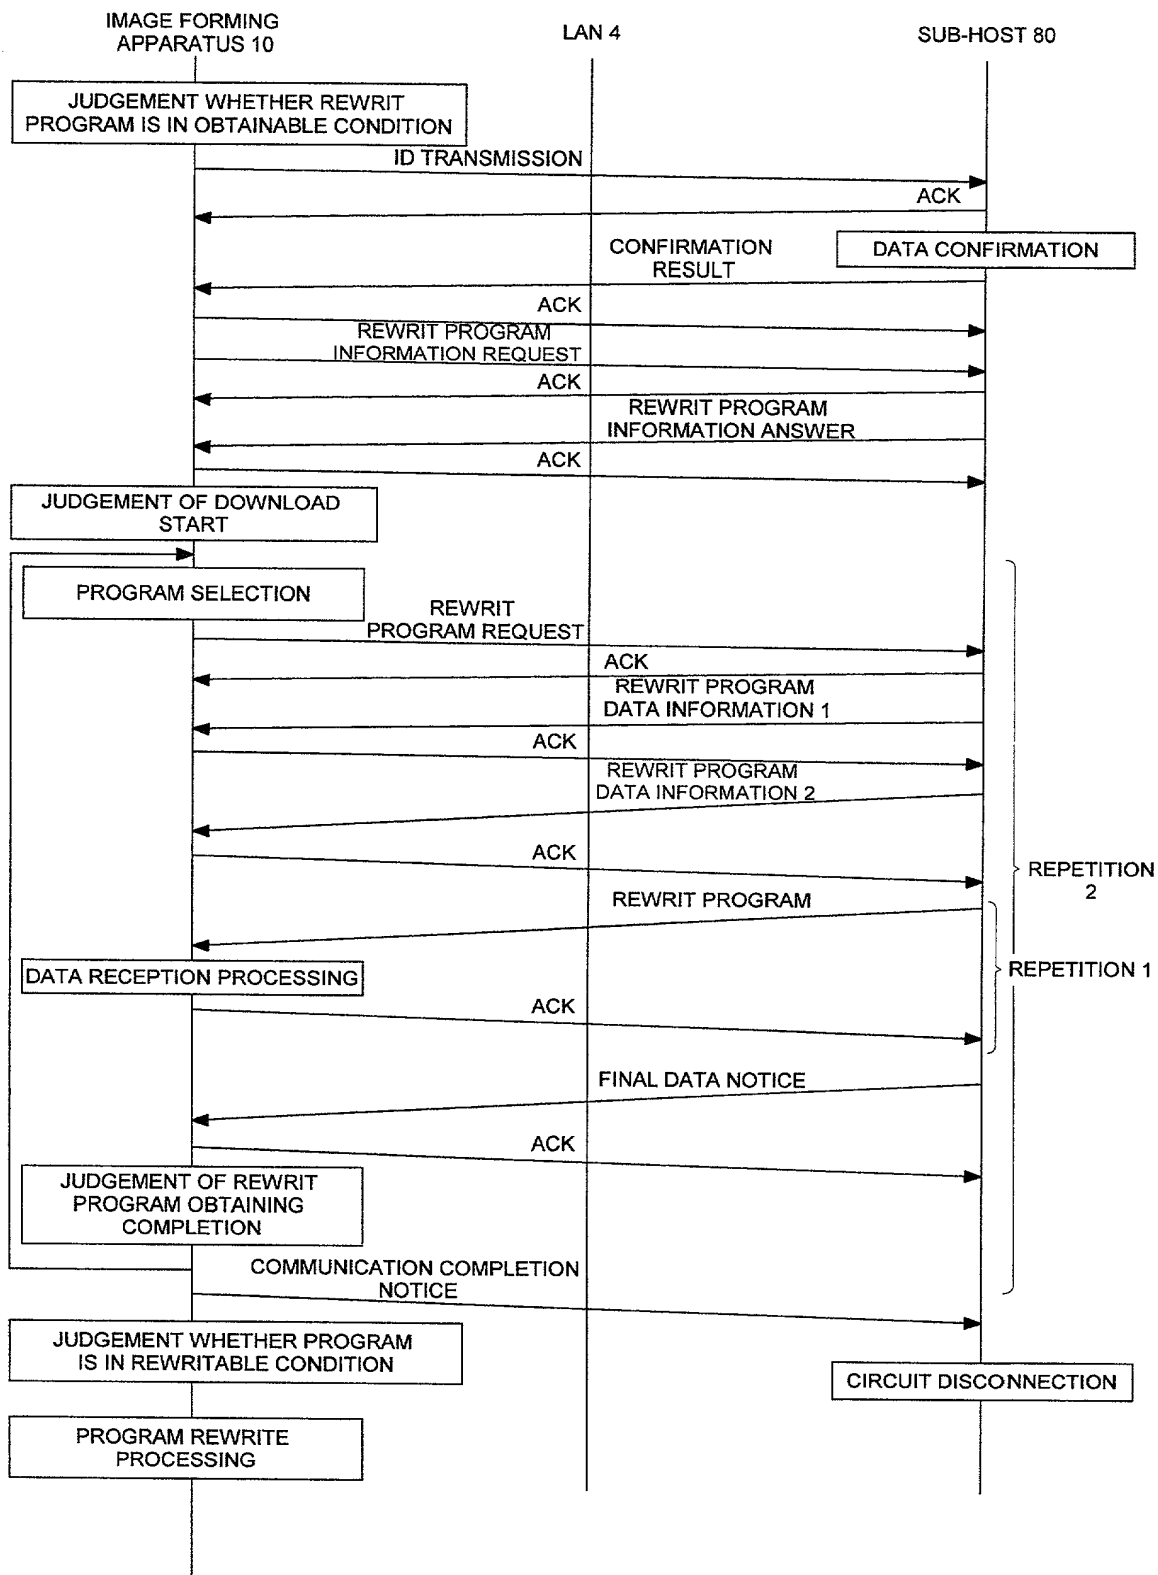 IMAGE FORMING
APPARATUS 10
LAN 4
SUB-HOST 80
JUDGEMENT WHETHER REWRIT
PROGRAM IS IN OBTAINABLE CONDITION
ID TRANSMISSION
ACK
DATA CONFIRMATION
CONFIRMATION
RESULT
ACK
REWRIT PROGRAM
INFORMATION REQUEST
ACK
REWRIT PROGRAM
INFORMATION ANSWER
ACK
JUDGEMENT OF DOWNLOAD
START
PROGRAM SELECTION
REWRIT
PROGRAM REQUEST
ACK
REWRIT PROGRAM
DATA INFORMATION 1
ACK
REWRIT PROGRAM
DATA INFORMATION 2
ACK
REPETITION
2
REWRIT PROGRAM
DATA RECEPTION PROCESSING
REPETITION 1
ACK
FINAL DATA NOTICE
ACK
JUDGEMENT OF REWRIT
PROGRAM OBTAINING
COMPLETION
COMMUNICATION COMPLETION
NOTICE
JUDGEMENT WHETHER PROGRAM
IS IN REWRITABLE CONDITION
CIRCUIT DISCONNECTION
PROGRAM REWRITE
PROCESSING